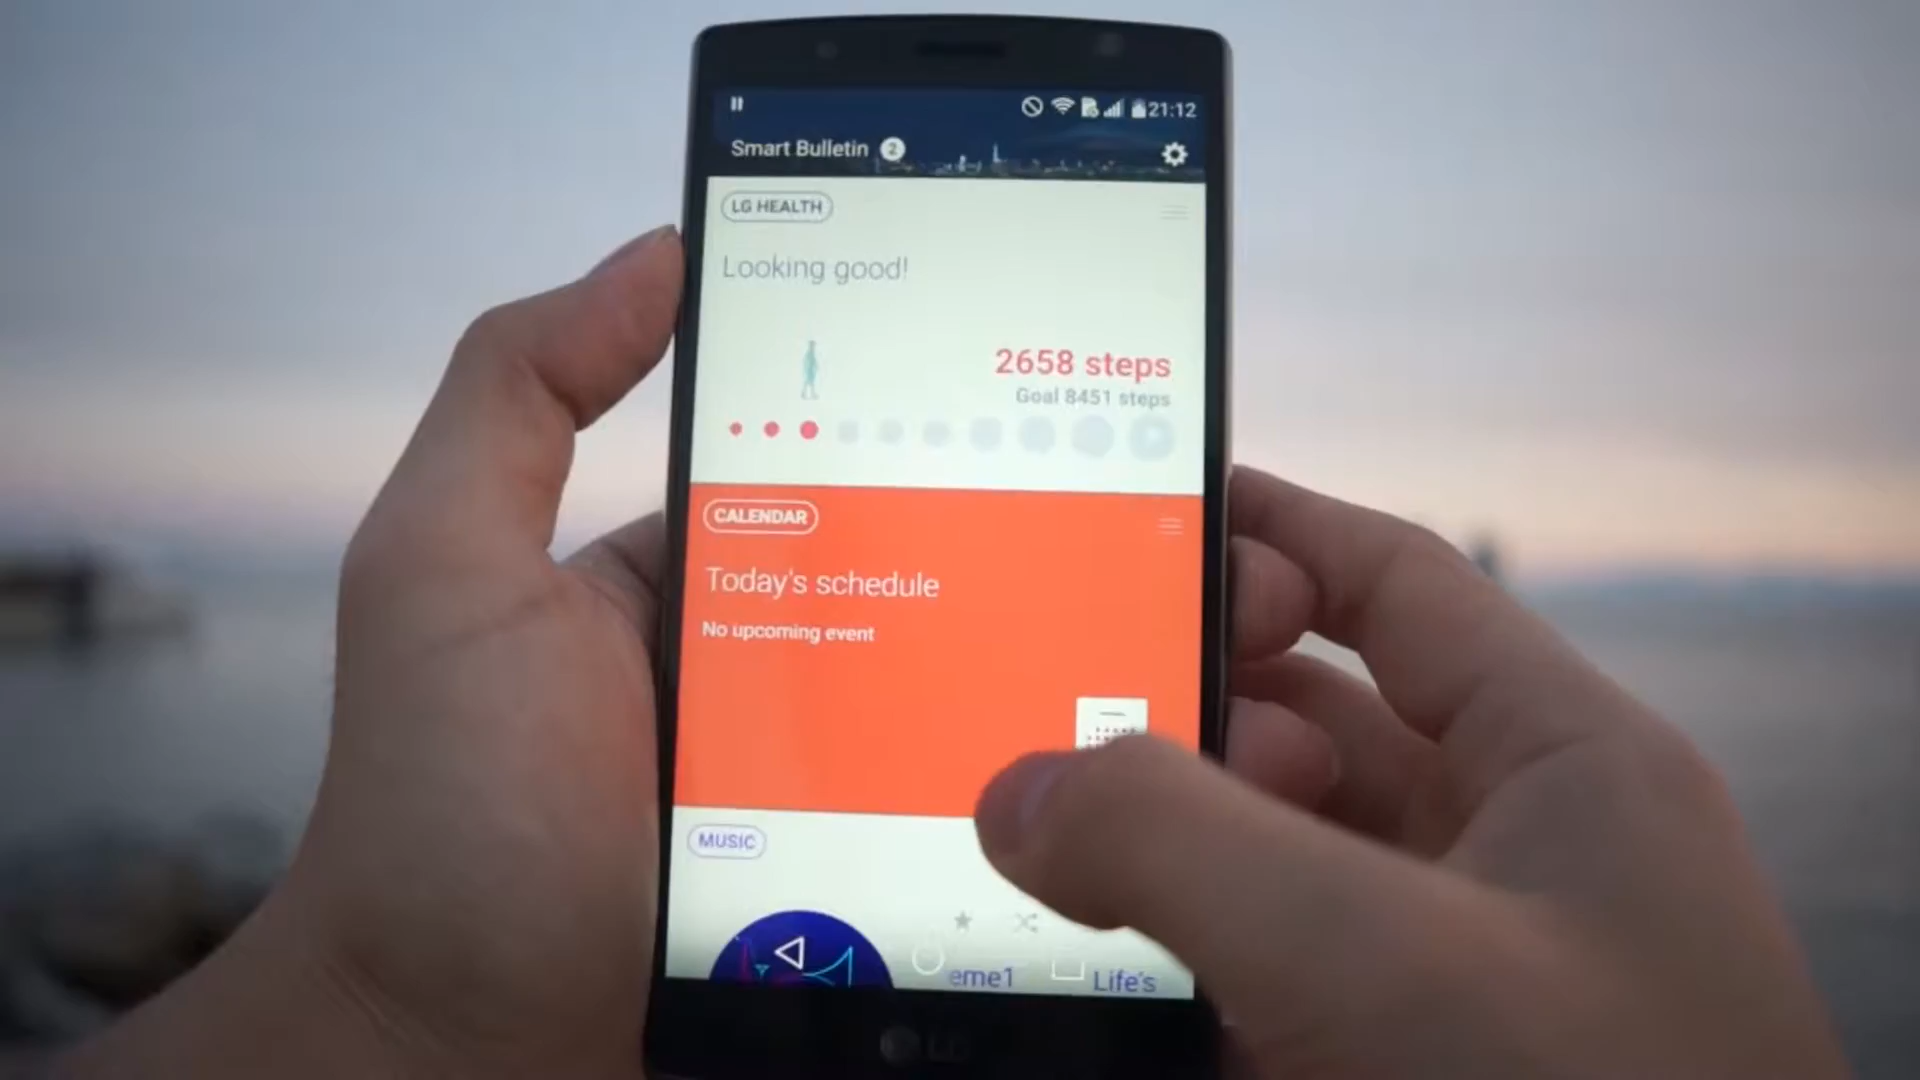 21:12
Smart Bulletin 2
LG HEALTH
Looking good!
2658 steps
Goal 8451 steps
CALENDAR
Today's schedule
No upcoming event
MUSIC
eme1 Life's
LG